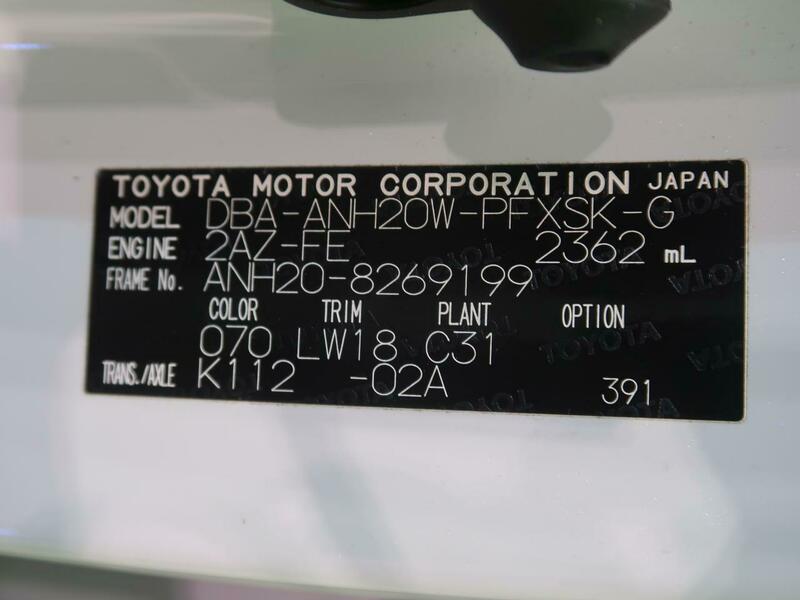 TOYOTA MOTOR CORPORATION JAPAN
MODEL DBA-ANH20W-PFXSK-G
ENGINE 2AZ-FE 2362 mL
FRAME No. ANH20-8269199
COLOR TRIM PLANT OPTION
070 LW18 C31
TRANS./AXLE K112 -02A 391